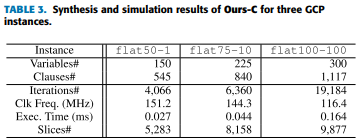 TABLE 3. Synthesis and simulation results of Ours-C for three GCP
instances.
Instance flat50-1 flat75-10 flat100-100
Variables# 150 225 300
Clauses# 545 840 1,117
Iterations# 4,066 6,360 19,184
Clk Freq. (MHz) 151.2 144.3 116.4
Exec. Time (ms) 0.027 0.044 0.164
Slices# 5,283 8,158 9,877